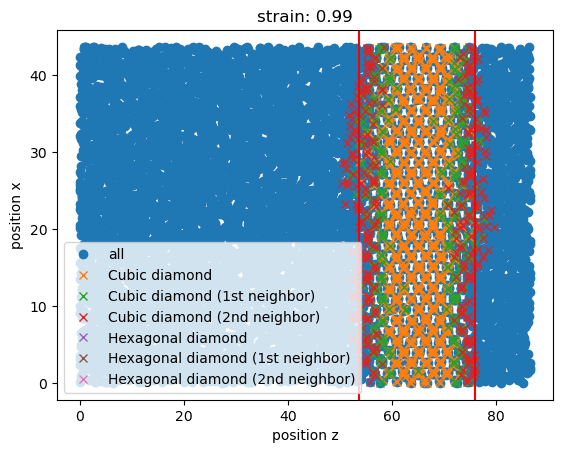 strain: 0.99
position x
40
30
20
10
0
all
Cubic diamond
Cubic diamond (1st neighbor)
Cubic diamond (2nd neighbor)
Hexagonal diamond
Hexagonal diamond (1st neighbor)
Hexagonal diamond (2nd neighbor)
0 20 40 60 80
position z